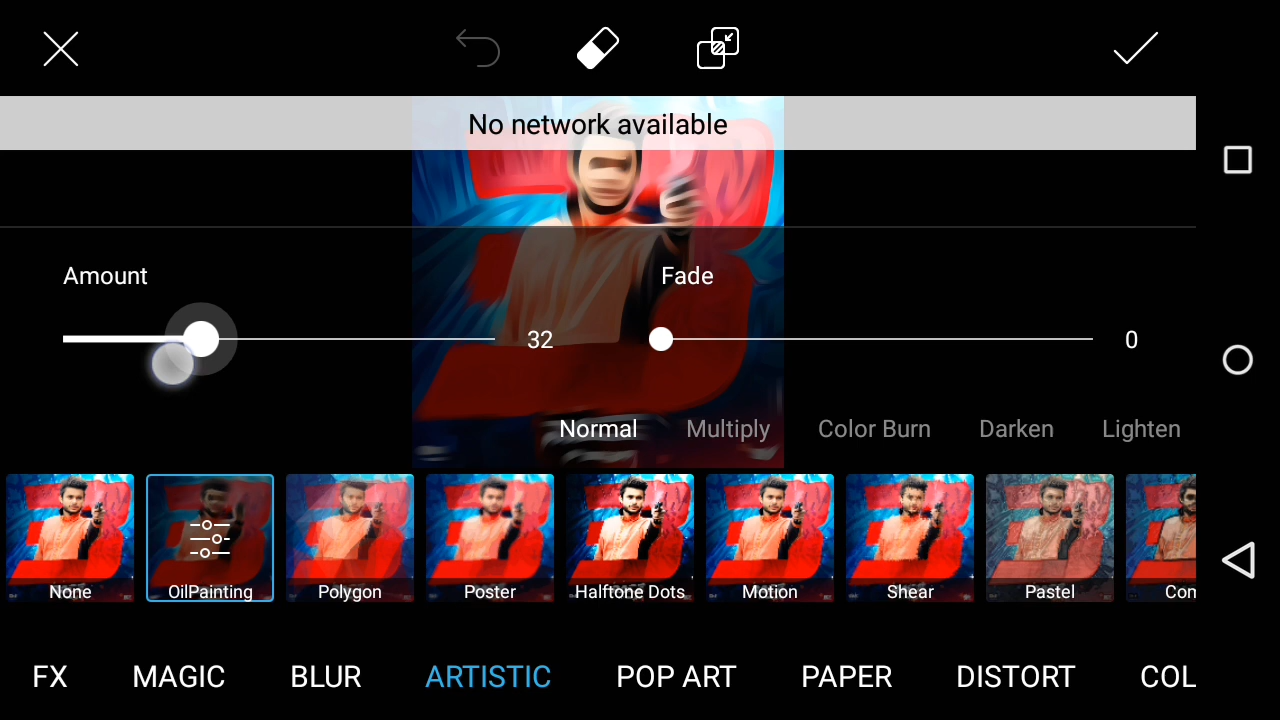 No network available
Amount
Fade
32
0
Normal Multiply Color Burn Darken Lighten
None OilPainting Polygon Poster Halftone Dots Motion Shear Pastel Con
FX MAGIC BLUR ARTISTIC POP ART PAPER DISTORT COL